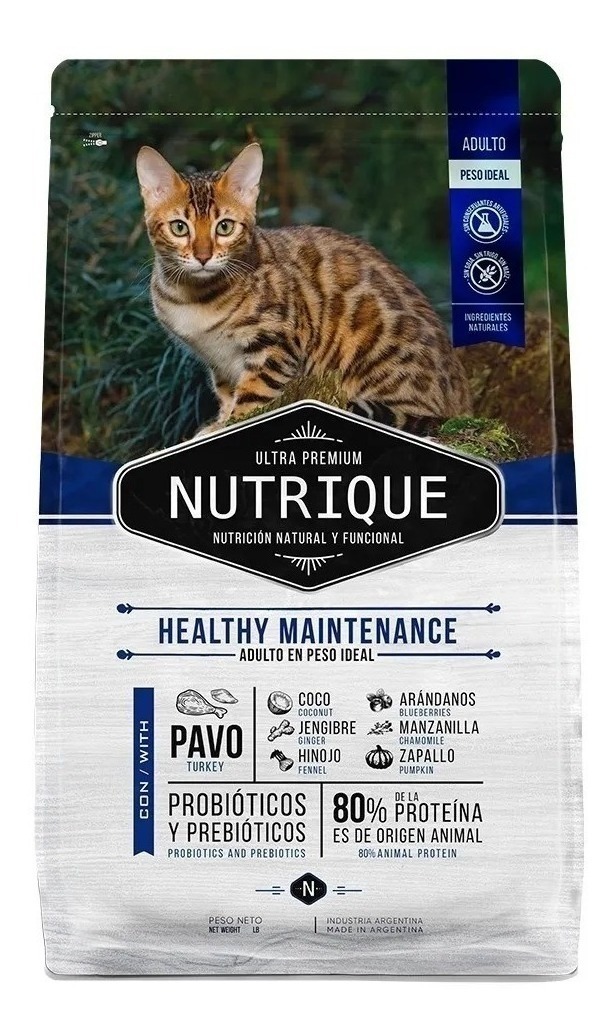 ZIPPER
ADULTO
PESO IDEAL
SIN CONSERVANTES ARTIFICIALES
SIN SOJA, SIN TRIGO, SIN MAÍZ
INGREDIENTES
NATURALES
ULTRA PREMIUM
NUTRIQUE
NUTRICIÓN NATURAL Y FUNCIONAL
HEALTHY MAINTENANCE
ADULTO EN PESO IDEAL
CON / WITH
PAVO
TURKEY
COCO
COCONUT
JENGIBRE
GINGER
HINOJO
FENNEL
ARÁNDANOS
BLUEBERRIES
MANZANILLA
CHAMOMILE
ZAPALLO
PUMPKIN
PROBIÓTICOS
Y PREBIÓTICOS
PROBIOTICS AND PREBIOTICS
80% DE LA PROTEÍNA
ES DE ORIGEN ANIMAL
80% ANIMAL PROTEIN
N
PESO NETO
NET WEIGHT LB
INDUSTRIA ARGENTINA
MADE IN ARGENTINA